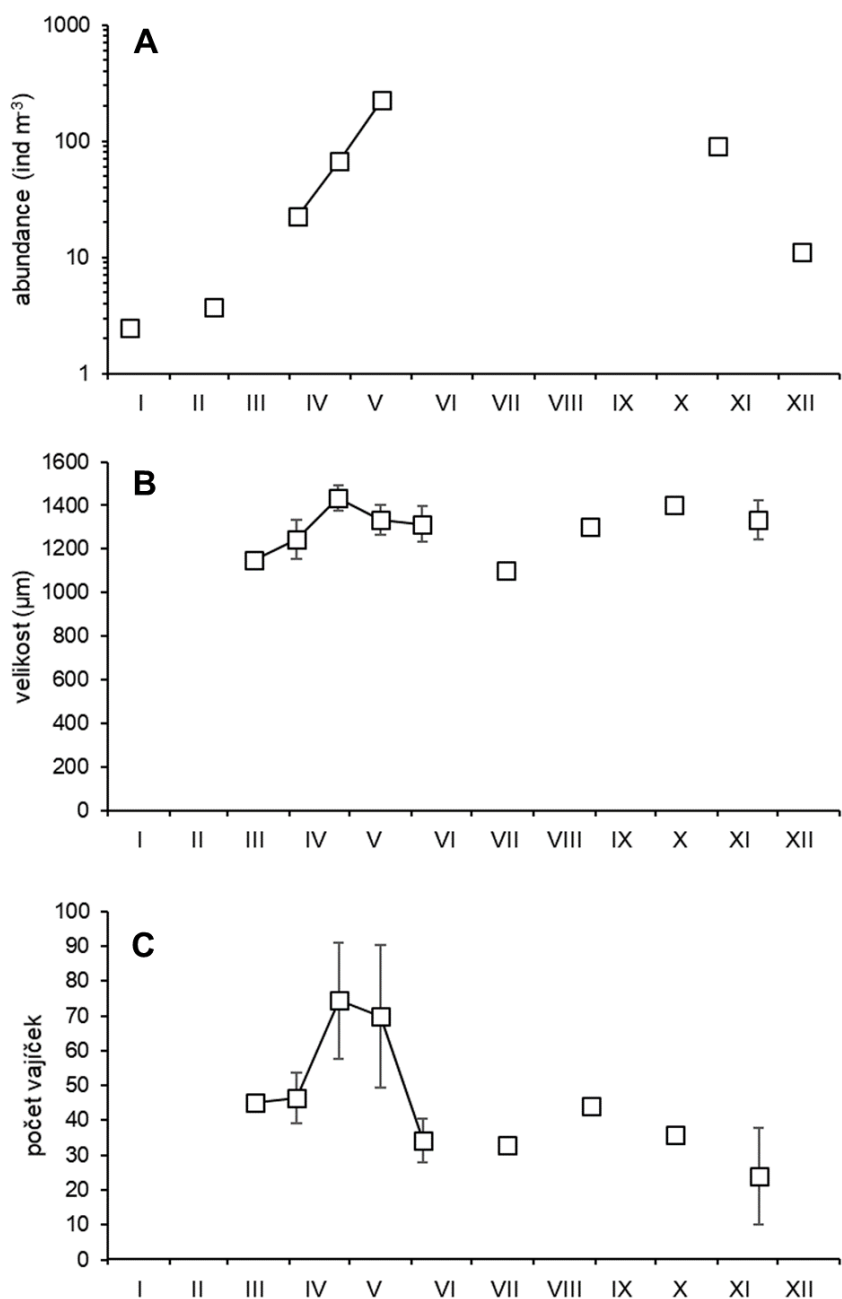 A
abundance (ind m-3)
1000
100
10
1
I II III IV V VI VII VIII IX X XI XII
B
velikost (µm)
1600
1400
1200
1000
800
600
400
200
0
I II III IV V VI VII VIII IX X XI XII
C
počet vajíček
100
90
80
70
60
50
40
30
20
10
0
I II III IV V VI VII VIII IX X XI XII